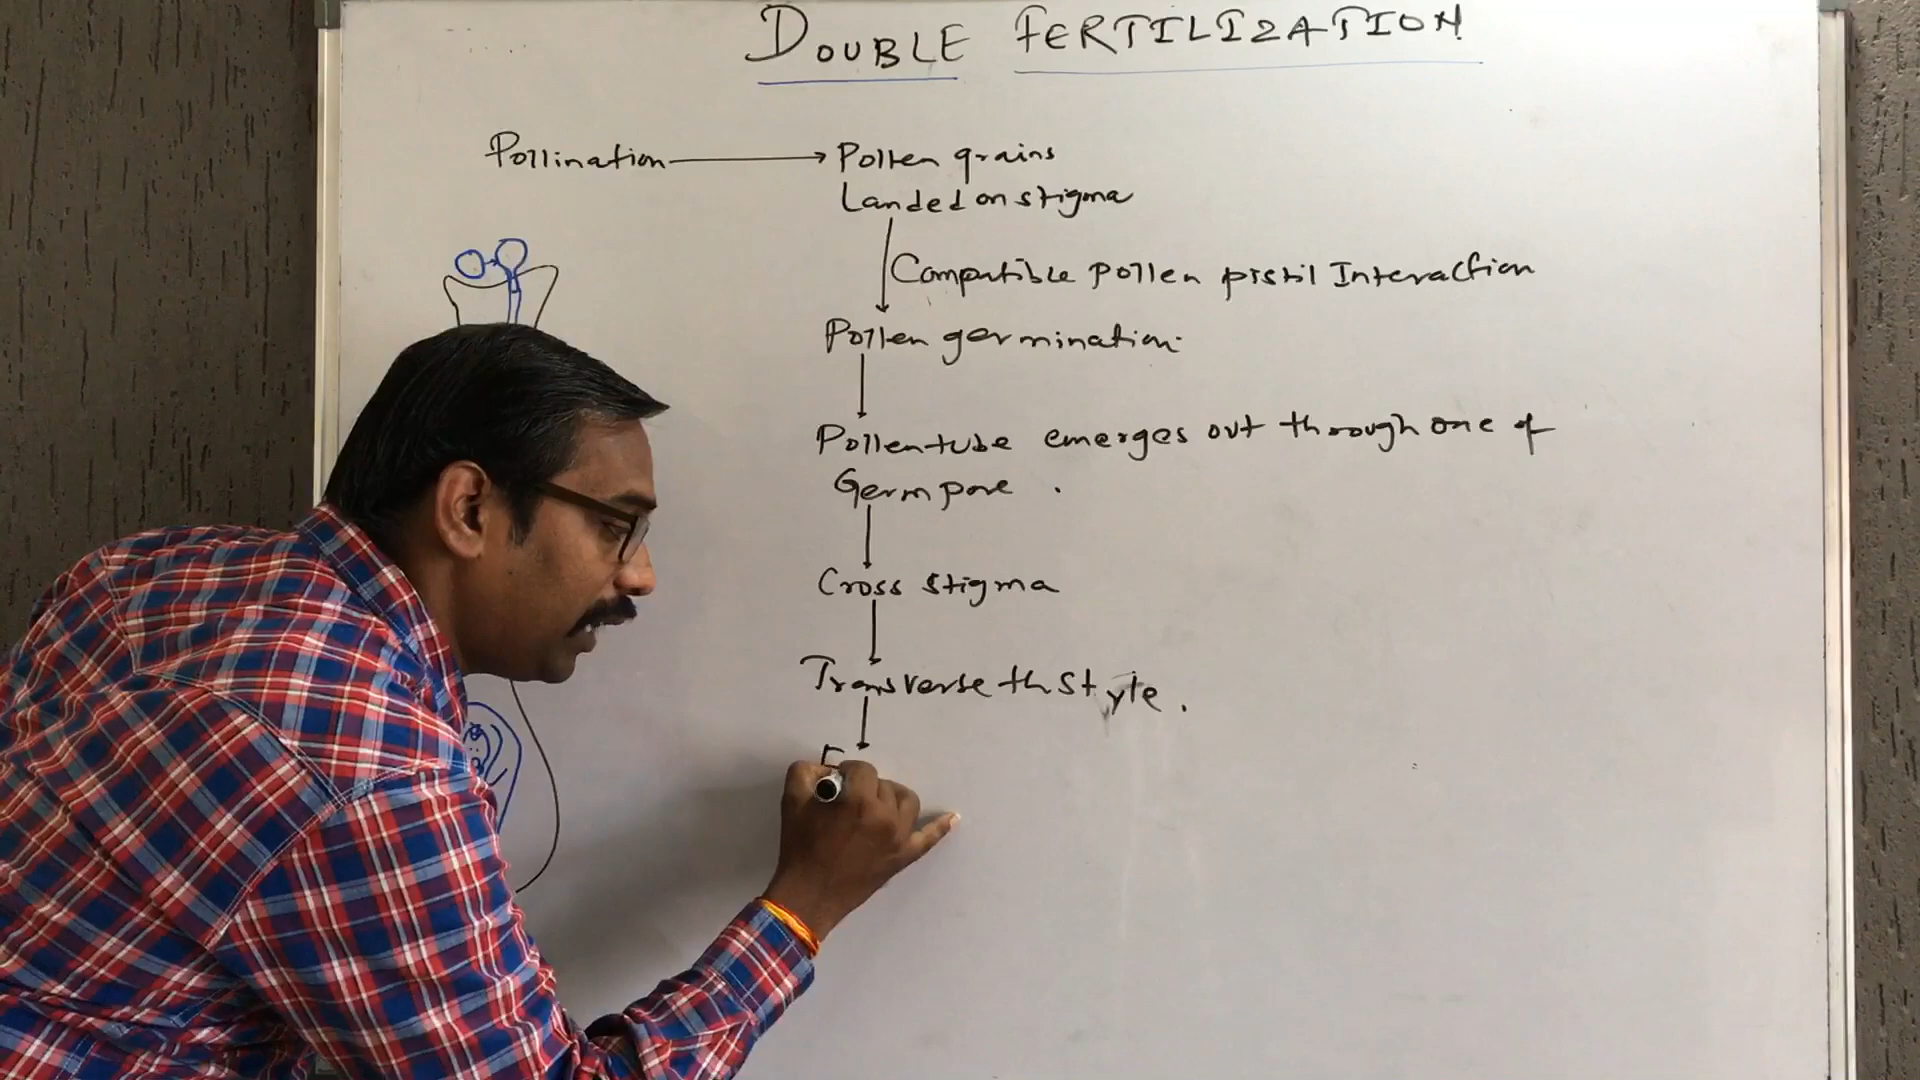 DOUBLE FERTILIZATION
Pollination → Pollen grains
Landed on stigma
Compatible pollen pistil Interaction
Pollen germination.
Pollen tube emerges out through one of
Germ pore .
Cross stigma
Transverse th style.